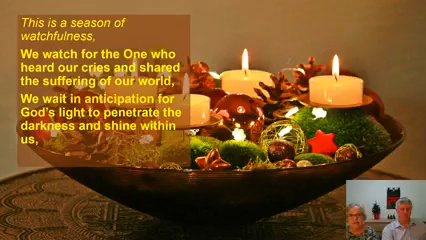 This is a season of
watchfulness,
We watch for the One who
heard our cries and shared
the suffering of our world,
We wait in anticipation for
God's light to penetrate the
darkness and shine within
us,